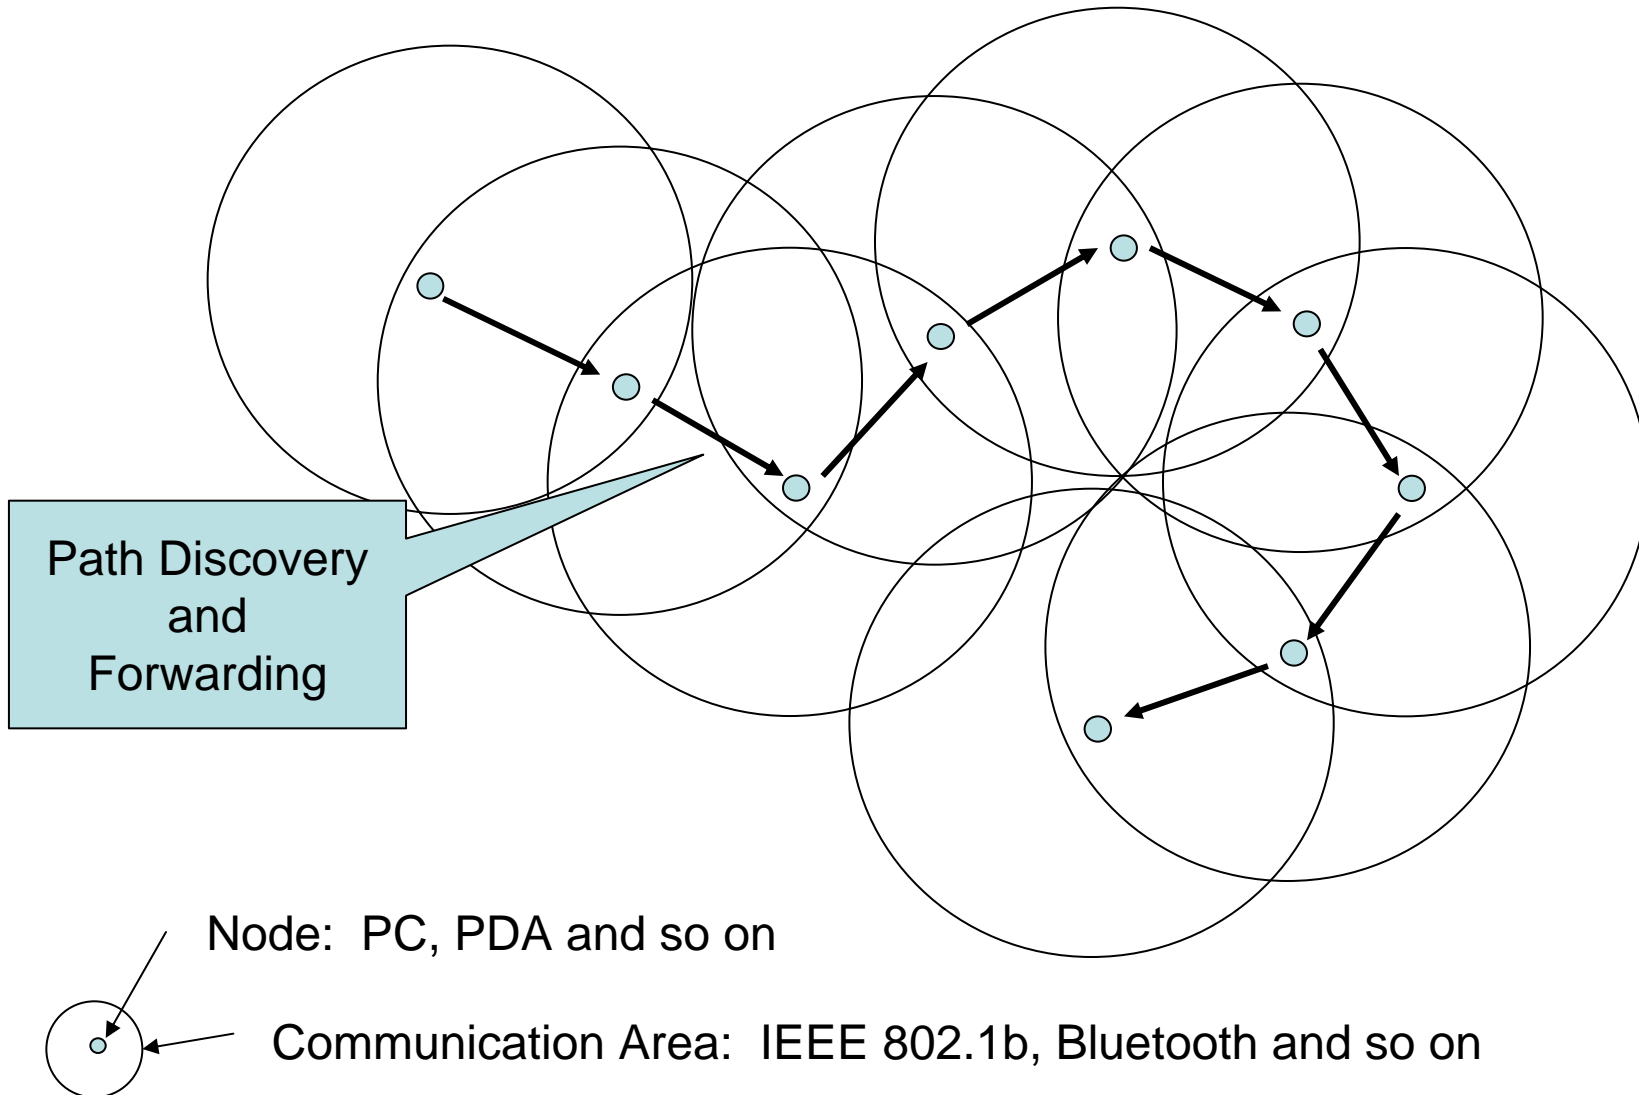 Path Discovery
and
Forwarding
Node: PC, PDA and so on
Communication Area: IEEE 802.1b, Bluetooth and so on